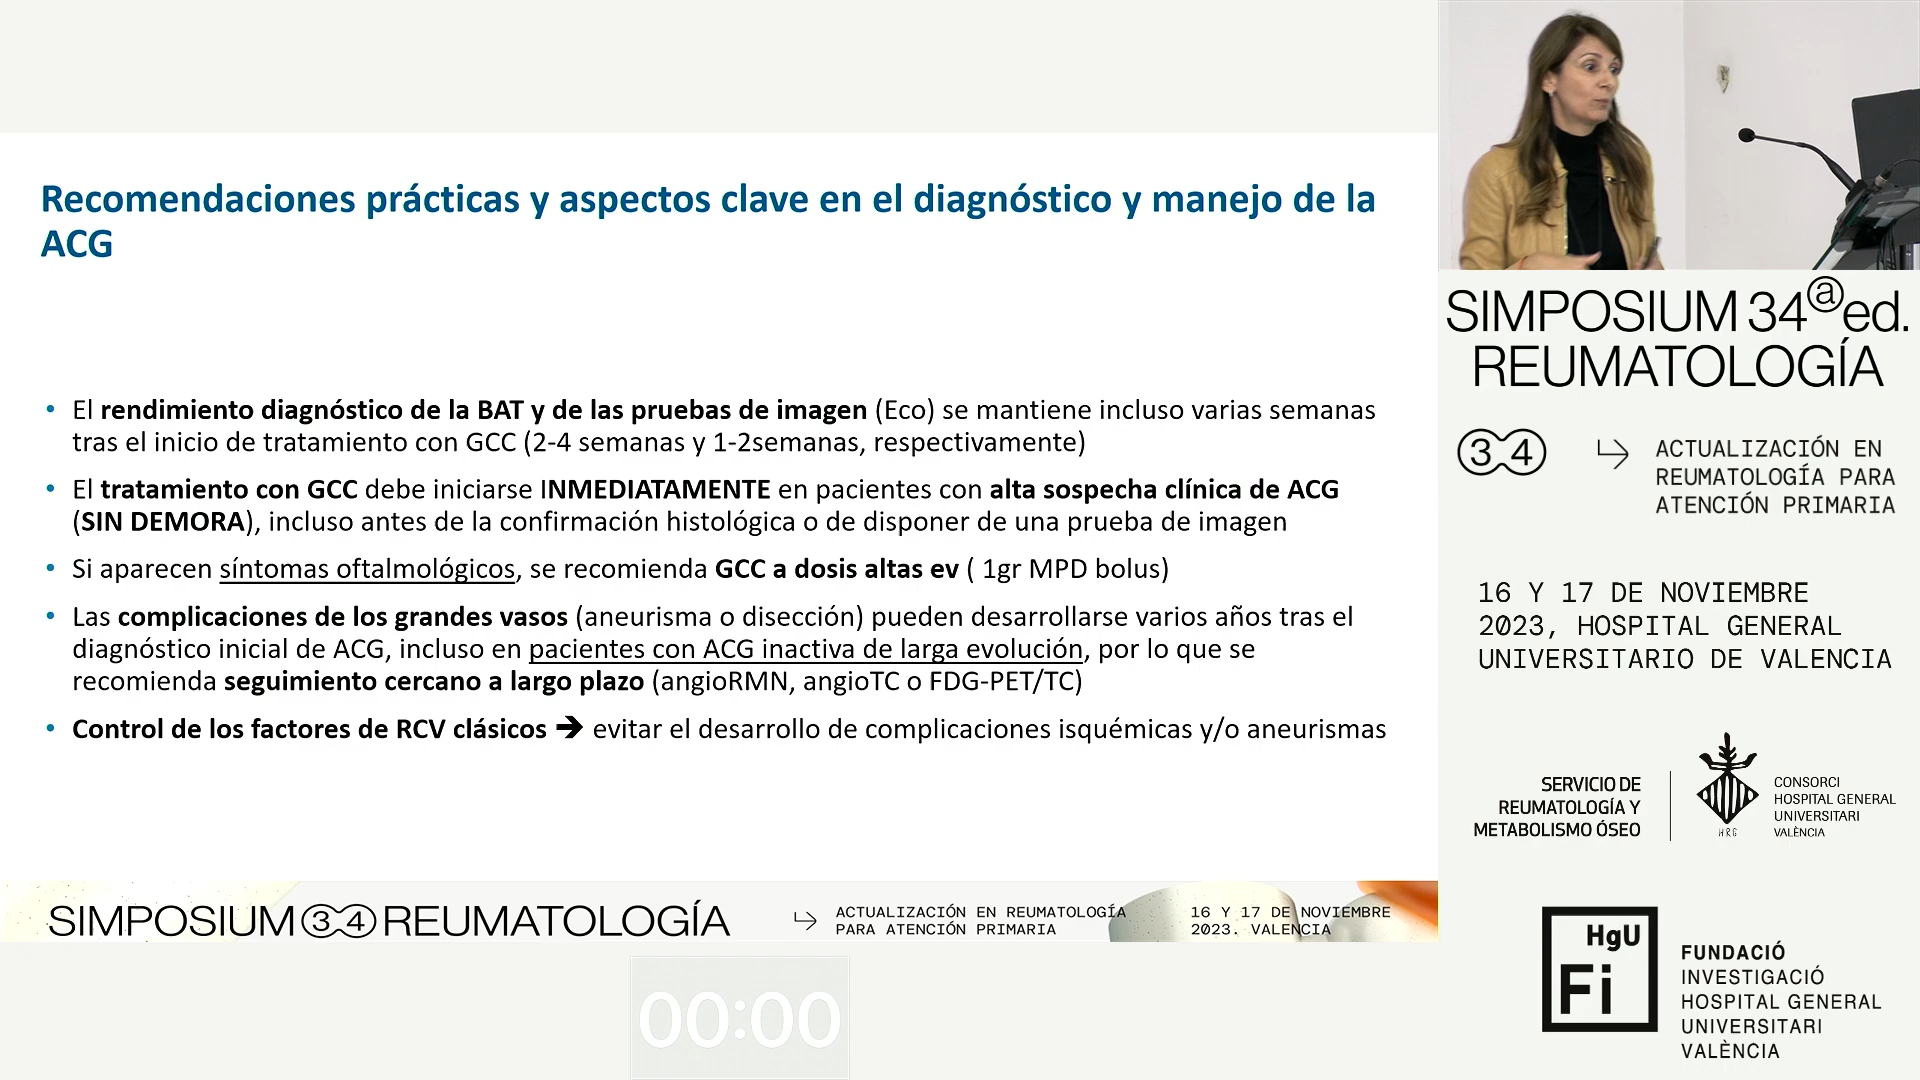 Recomendaciones prácticas y aspectos clave en el diagnóstico y manejo de la
ACG
• El rendimiento diagnóstico de la BAT y de las pruebas de imagen (Eco) se mantiene incluso varias semanas
tras el inicio de tratamiento con GCC (2-4 semanas y 1-2semanas, respectivamente)
• El tratamiento con GCC debe iniciarse INMEDIATAMENTE en pacientes con alta sospecha clínica de ACG
(SIN DEMORA), incluso antes de la confirmación histológica o de disponer de una prueba de imagen
• Si aparecen síntomas oftalmológicos, se recomienda GCC a dosis altas ev ( 1gr MPD bolus)
• Las complicaciones de los grandes vasos (aneurisma o disección) pueden desarrollarse varios años tras el
diagnóstico inicial de ACG, incluso en pacientes con ACG inactiva de larga evolución, por lo que se
recomienda seguimiento cercano a largo plazo (angioRMN, angioTC o FDG-PET/TC)
• Control de los factores de RCV clásicos ➔ evitar el desarrollo de complicaciones isquémicas y/o aneurismas
SIMPOSIUM 34 REUMATOLOGÍA
ACTUALIZACIÓN EN REUMATOLOGÍA
PARA ATENCIÓN PRIMARIA
16 Y 17 DE NOVIEMBRE
2023. VALENCIA
00:00
SIMPOSIUM 34ⓐed.
REUMATOLOGÍA
34
ACTUALIZACIÓN EN
REUMATOLOGÍA PARA
ATENCIÓN PRIMARIA
16 Y 17 DE NOVIEMBRE
2023, HOSPITAL GENERAL
UNIVERSITARIO DE VALENCIA
SERVICIO DE
REUMATOLOGÍA Y
METABOLISMO ÓSEO
HRG
CONSORCI
HOSPITAL GENERAL
UNIVERSITARI
VALÈNCIA
HgU
Fi
FUNDACIÓ
INVESTIGACIÓ
HOSPITAL GENERAL
UNIVERSITARI
VALÈNCIA